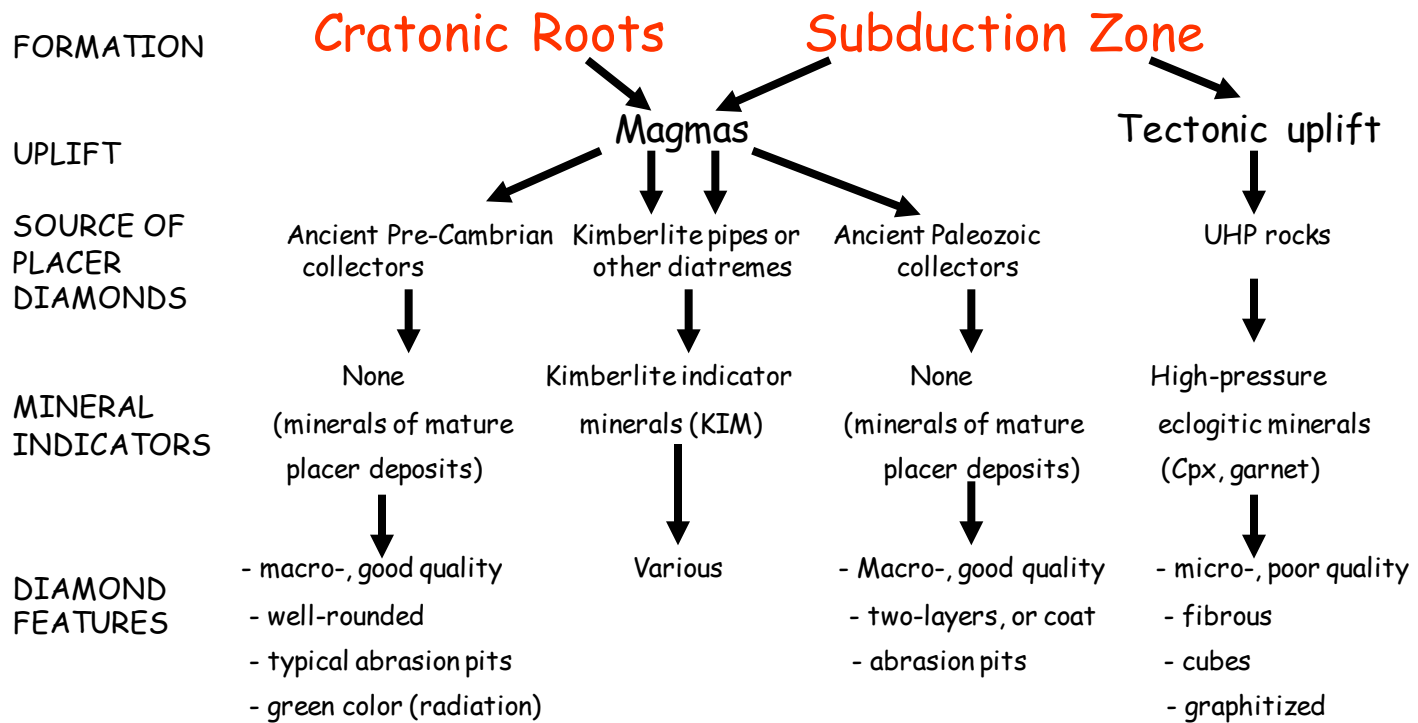 FORMATION
Cratonic Roots
Subduction Zone
UPLIFT
Magmas
Tectonic uplift
SOURCE OF
PLACER
DIAMONDS
Ancient Pre-Cambrian
collectors
Kimberlite pipes or
other diatremes
Ancient Paleozoic
collectors
UHP rocks
MINERAL
INDICATORS
None
(minerals of mature
placer deposits)
Kimberlite indicator
minerals (KIM)
None
(minerals of mature
placer deposits)
High-pressure
eclogitic minerals
(Cpx, garnet)
DIAMOND
FEATURES
- macro-, good quality
- well-rounded
- typical abrasion pits
- green color (radiation)
Various
- Macro-, good quality
- two-layers, or coat
- abrasion pits
- micro-, poor quality
- fibrous
- cubes
- graphitized